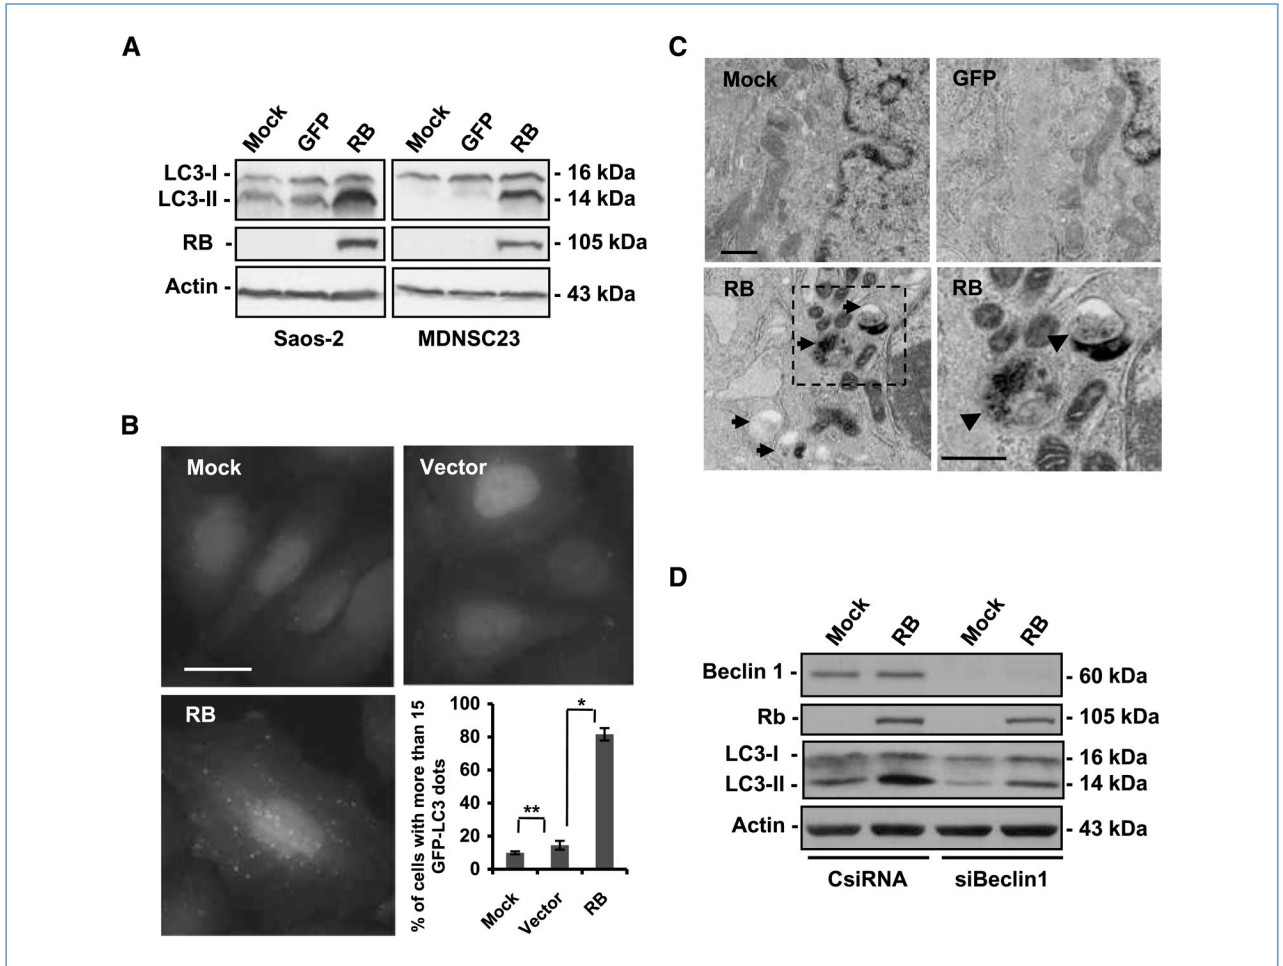 A
Mock GFP RB Mock GFP RB
LC3-I - - 16 kDa
LC3-II - - 14 kDa
RB - - 105 kDa
Actin - - 43 kDa
Saos-2 MDNSC23
B
Mock Vector
RB
% of cells with more than 15
GFP-LC3 dots
100
80
60
40
20
0
**
*
Mock Vector RB
C
Mock GFP
RB RB
D
Mock RB Mock RB
Beclin 1 - - 60 kDa
Rb - - 105 kDa
LC3-I - - 16 kDa
LC3-II - - 14 kDa
Actin - - 43 kDa
CsiRNA siBeclin1